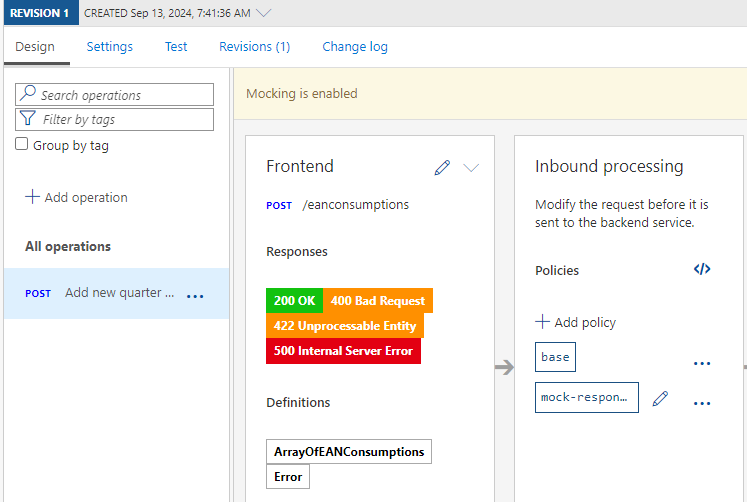 REVISION 1 CREATED Sep 13, 2024, 7:41:36 AM
Design Settings Test Revisions (1) Change log
Search operations
Filter by tags
Group by tag
Add operation
All operations
POST Add new quarter ... ...
Mocking is enabled
Frontend
POST /eanconsumptions
Responses
200 OK 400 Bad Request
422 Unprocessable Entity
500 Internal Server Error
Definitions
ArrayOfEANConsumptions
Error
Inbound processing
Modify the request before it is
sent to the backend service.
Policies </>
Add policy
base ...
mock-respon... ...